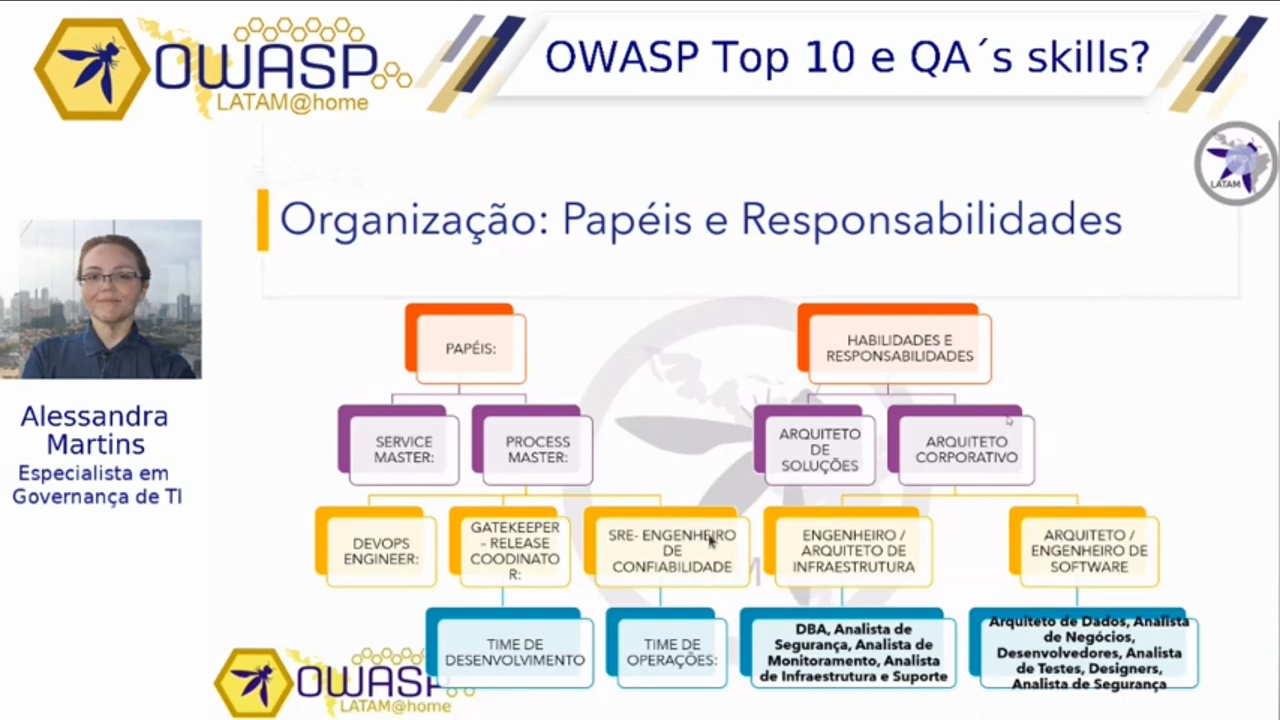 OWASP
LATAM@home
OWASP Top 10 e QA´s skills?
LATAM
Organização: Papéis e Responsabilidades
Alessandra
Martins
Especialista em
Governança de TI
PAPÉIS:
HABILIDADES E
RESPONSABILIDADES
SERVICE
MASTER:
PROCESS
MASTER:
ARQUITETO
DE
SOLUÇÕES
ARQUITETO
CORPORATIVO
DEVOPS
ENGINEER:
GATEKEEPER
- RELEASE
COODINATO
R:
SRE- ENGENHEIRO
DE
CONFIABILIDADE
ENGENHEIRO /
ARQUITETO DE
INFRAESTRUTURA
ARQUITETO /
ENGENHEIRO DE
SOFTWARE
TIME DE
DESENVOLVIMENTO
TIME DE
OPERAÇÕES:
DBA, Analista de
Segurança, Analista de
Monitoramento, Analista
de Infraestrutura e Suporte
Arquiteto de Dados, Analista
de Negócios,
Desenvolvedores, Analista
de Testes, Designers,
Analista de Segurança
OWASP
LATAM@home